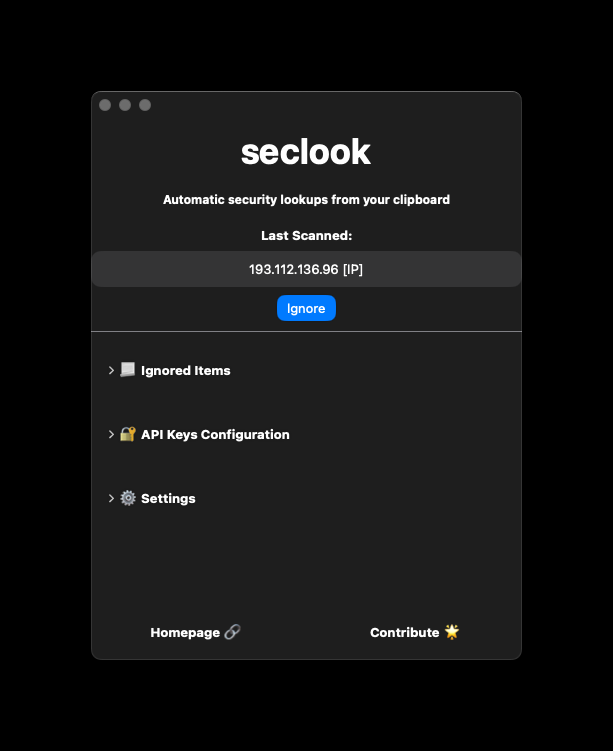 seclook
Automatic security lookups from your clipboard
Last Scanned:
193.112.136.96 [IP]
Ignore
Ignored Items
API Keys Configuration
Settings
Homepage
Contribute